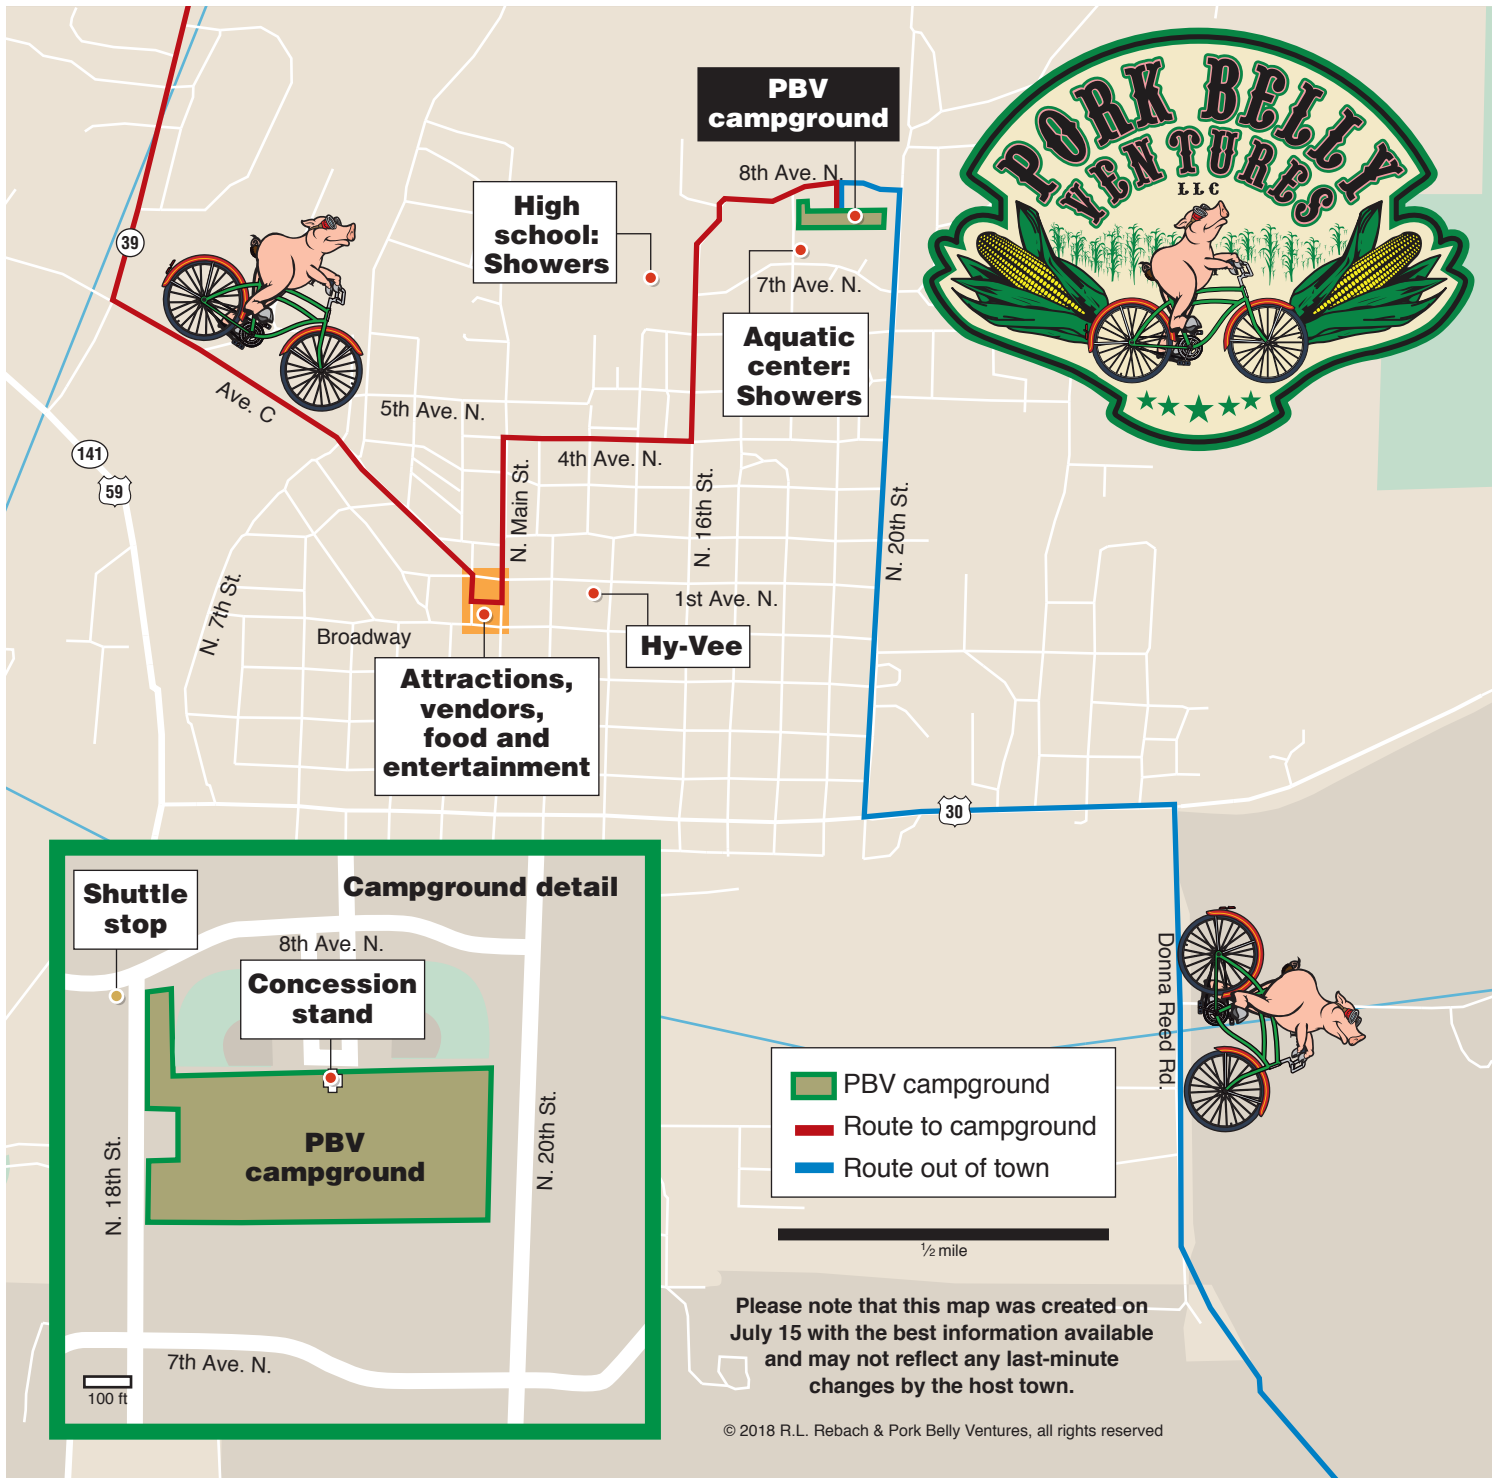 PORK BELLY
VENTURES
LLC
PBV
campground
8th Ave. N.
High
school:
Showers
39
7th Ave. N.
Aquatic
center:
Showers
Ave. C
5th Ave. N.
141
59
4th Ave. N.
N. Main St.
N. 16th St.
N. 20th St.
N. 7th St.
1st Ave. N.
Broadway
Hy-Vee
Attractions,
vendors,
food and
entertainment
30
Donna Reed Rd.
Campground detail
Shuttle
stop
8th Ave. N.
Concession
stand
PBV
campground
N. 18th St.
N. 20th St.
7th Ave. N.
100 ft
PBV campground
Route to campground
Route out of town
½ mile
Please note that this map was created on
July 15 with the best information available
and may not reflect any last-minute
changes by the host town.
© 2018 R.L. Rebach & Pork Belly Ventures, all rights reserved